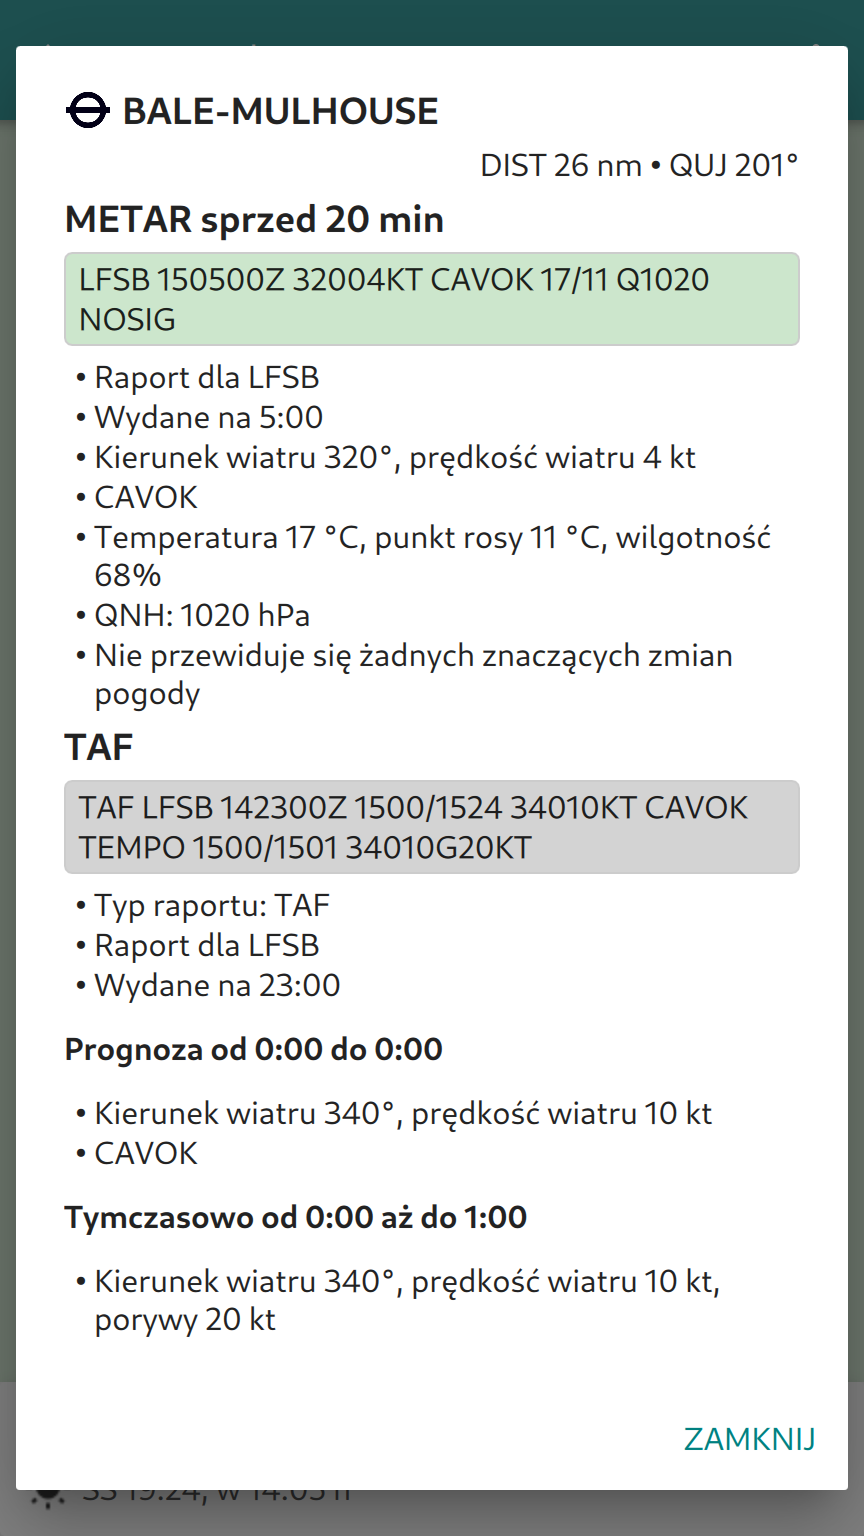 BALE-MULHOUSE
DIST 26 nm • QUJ 201°
METAR sprzed 20 min
LFSB 150500Z 32004KT CAVOK 17/11 Q1020
NOSIG
• Raport dla LFSB
• Wydane na 5:00
• Kierunek wiatru 320°, prędkość wiatru 4 kt
• CAVOK
• Temperatura 17 °C, punkt rosy 11 °C, wilgotność
68%
• QNH: 1020 hPa
• Nie przewiduje się żadnych znaczących zmian
pogody
TAF
TAF LFSB 142300Z 1500/1524 34010KT CAVOK
TEMPO 1500/1501 34010G20KT
• Typ raportu: TAF
• Raport dla LFSB
• Wydane na 23:00
Prognoza od 0:00 do 0:00
• Kierunek wiatru 340°, prędkość wiatru 10 kt
• CAVOK
Tymczasowo od 0:00 aż do 1:00
• Kierunek wiatru 340°, prędkość wiatru 10 kt,
porywy 20 kt
ZAMKNIJ